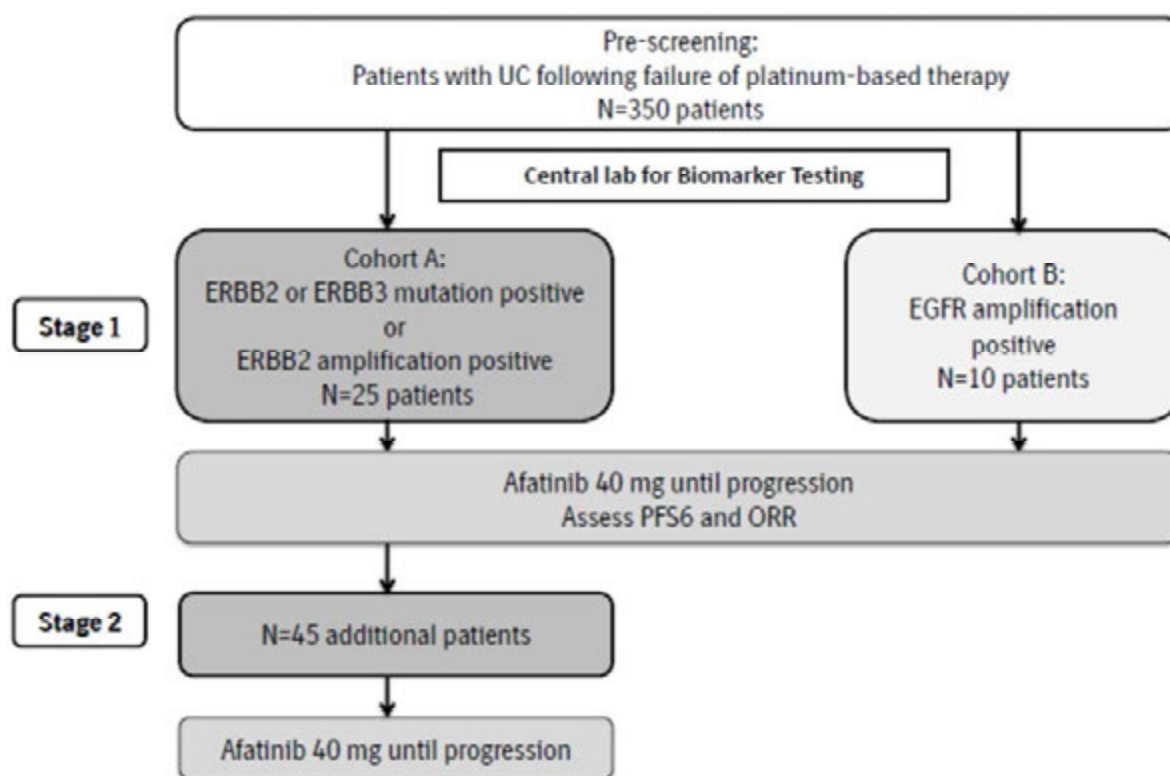 Pre-screening:
Patients with UC following failure of platinum-based therapy
N=350 patients
Central lab for Biomarker Testing
Stage 1
Cohort A:
ERBB2 or ERBB3 mutation positive
or
ERBB2 amplification positive
N=25 patients
Cohort B:
EGFR amplification
positive
N=10 patients
Afatinib 40 mg until progression
Assess PFS6 and ORR
Stage 2
N=45 additional patients
Afatinib 40 mg until progression